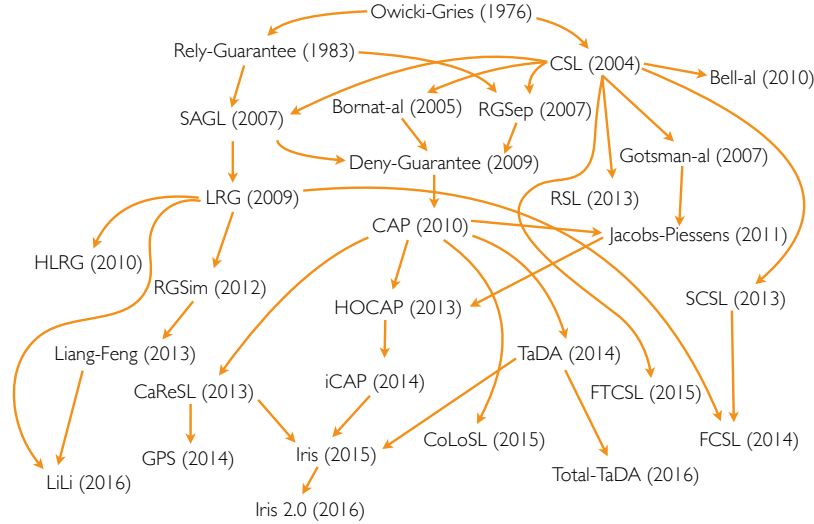 Owicki-Gries (1976)
Rely-Guarantee (1983)
CSL (2004)
Bell-al (2010)
Bornat-al (2005)
RGSep (2007)
SAGL (2007)
Gotsman-al (2007)
Deny-Guarantee (2009)
LRG (2009)
RSL (2013)
CAP (2010)
Jacobs-Piessens (2011)
HLRG (2010)
RGSim (2012)
SCSL (2013)
HOCAP (2013)
Liang-Feng (2013)
TaDA (2014)
iCAP (2014)
CaReSL (2013)
FTCSL (2015)
CoLoSL (2015)
FCSL (2014)
GPS (2014)
Iris (2015)
Total-TaDA (2016)
LiLi (2016)
Iris 2.0 (2016)